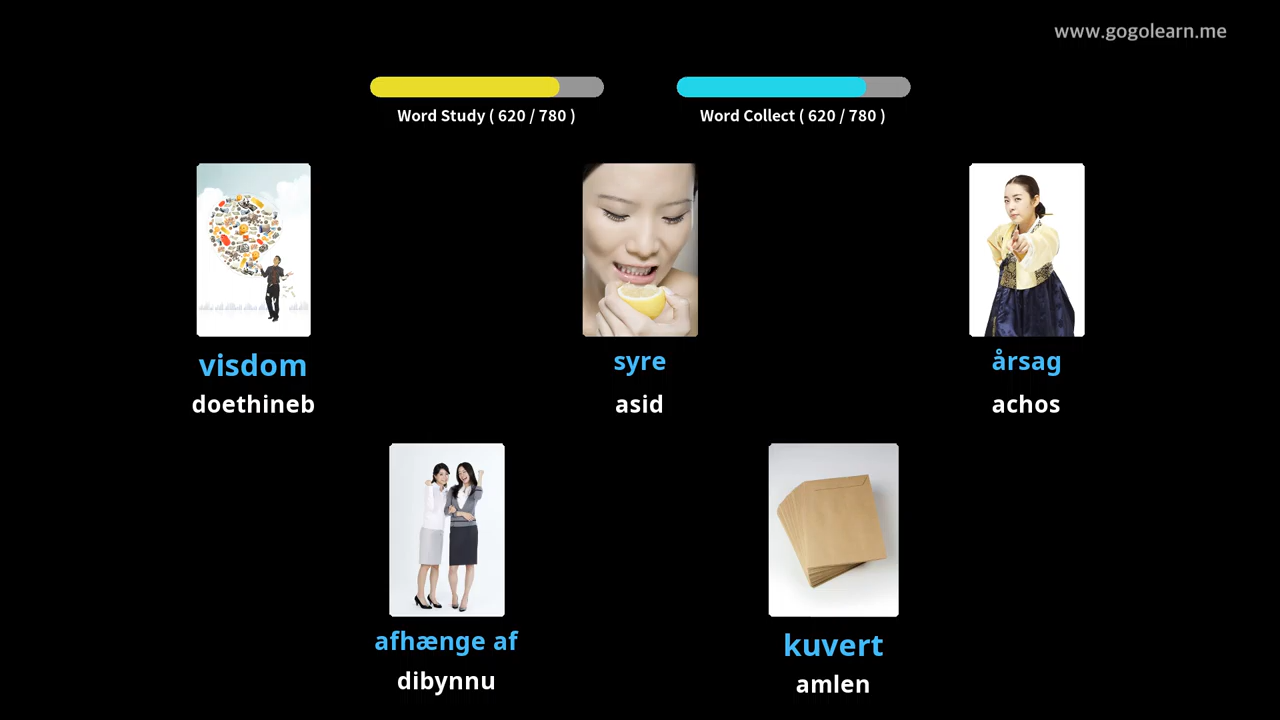 www.gogolearn.me
Word Study ( 620 / 780 )
Word Collect ( 620 / 780 )
visdom
doethineb
syre
asid
årsag
achos
afhænge af
dibynnu
kuvert
amlen